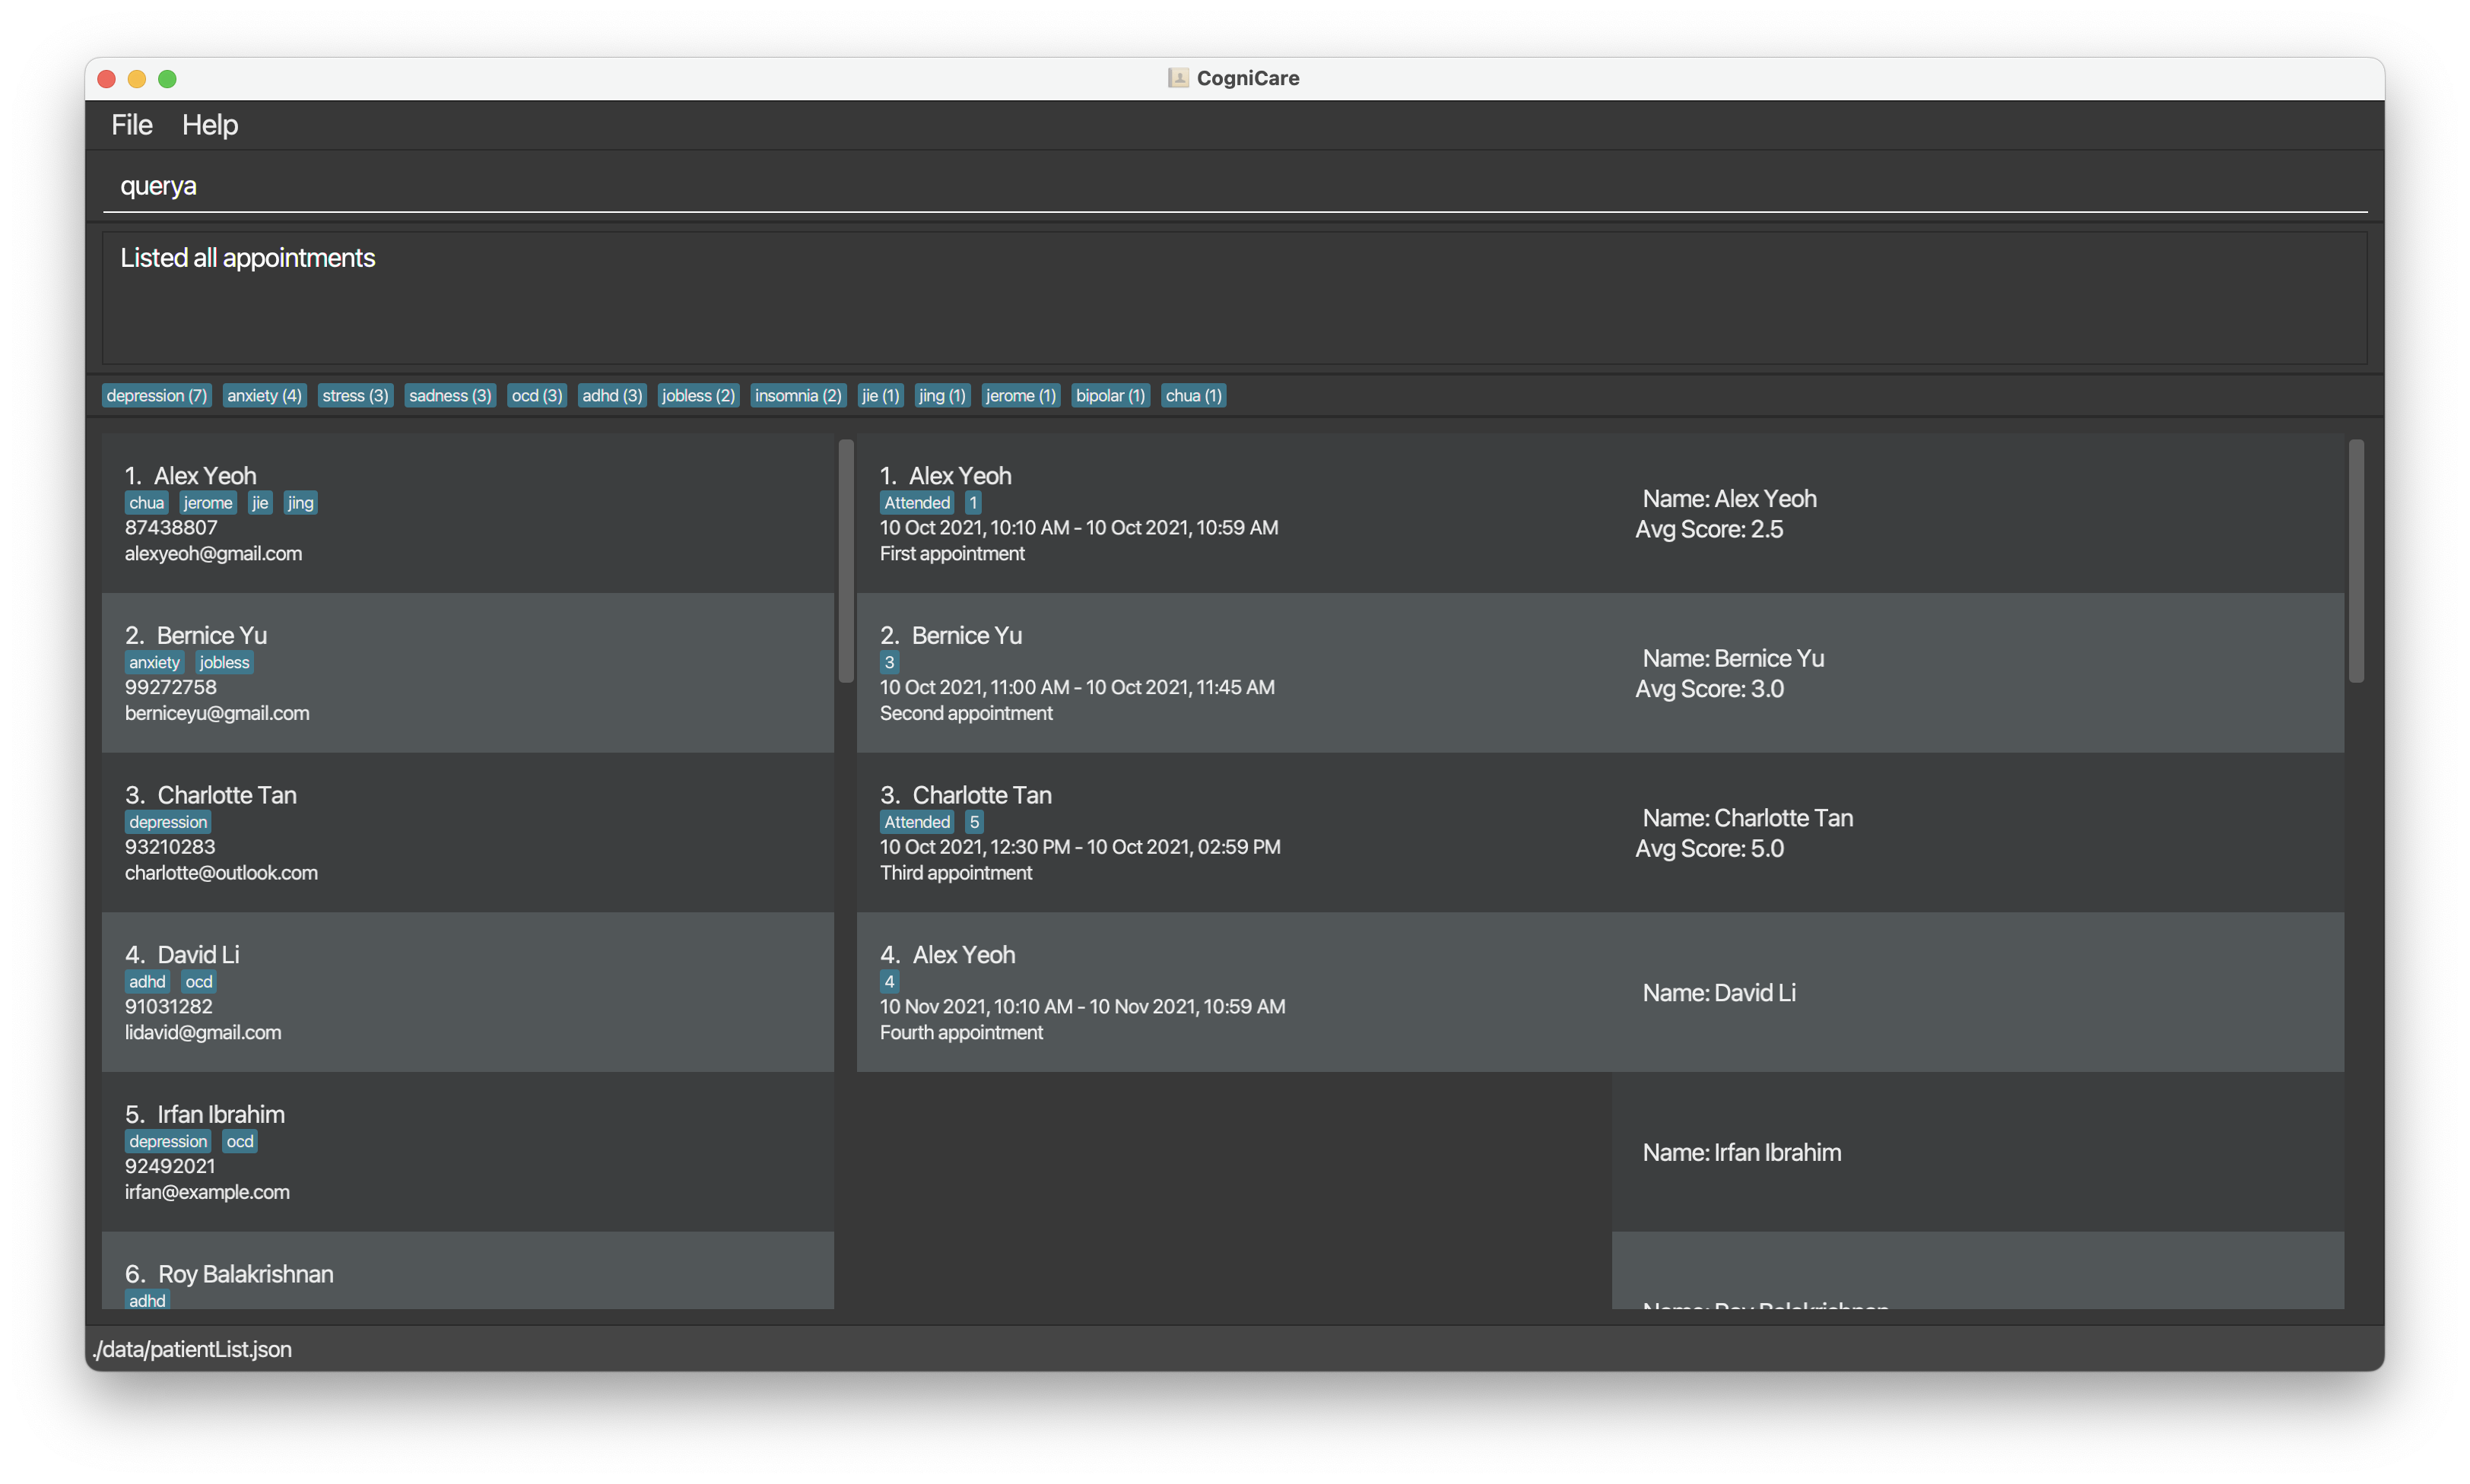 CogniCare
File Help
querya
Listed all appointments
depression (7) anxiety (4) stress (3) sadness (3) ocd (3) adhd (3) jobless (2) insomnia (2) jie (1) jing (1) jerome (1) bipolar (1) chua (1)
1. Alex Yeoh
chua jerome jie jing
87438807
alexyeoh@gmail.com
2. Bernice Yu
anxiety jobless
99272758
berniceyu@gmail.com
3. Charlotte Tan
depression
93210283
charlotte@outlook.com
4. David Li
adhd ocd
91031282
lidavid@gmail.com
5. Irfan Ibrahim
depression ocd
92492021
irfan@example.com
6. Roy Balakrishnan
adhd
1. Alex Yeoh
Attended 1
10 Oct 2021, 10:10 AM - 10 Oct 2021, 10:59 AM
First appointment
2. Bernice Yu
3
10 Oct 2021, 11:00 AM - 10 Oct 2021, 11:45 AM
Second appointment
3. Charlotte Tan
Attended 5
10 Oct 2021, 12:30 PM - 10 Oct 2021, 02:59 PM
Third appointment
4. Alex Yeoh
4
10 Nov 2021, 10:10 AM - 10 Nov 2021, 10:59 AM
Fourth appointment
Name: Alex Yeoh
Avg Score: 2.5
Name: Bernice Yu
Avg Score: 3.0
Name: Charlotte Tan
Avg Score: 5.0
Name: David Li
Name: Irfan Ibrahim
Name: Roy Balakrishnan
./data/patientList.json